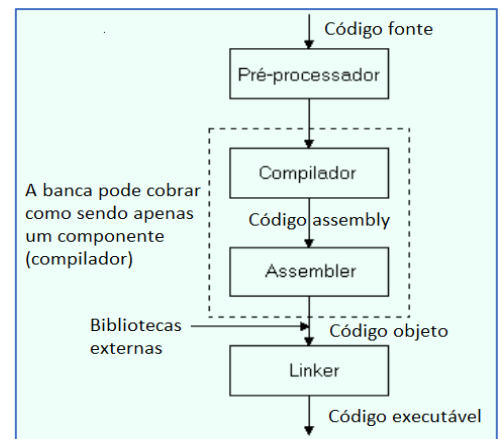 Código fonte
Pré-processador
Compilador
A banca pode cobrar
como sendo apenas
um componente
(compilador)
Código assembly
Assembler
Bibliotecas
externas
Código objeto
Linker
Código executável